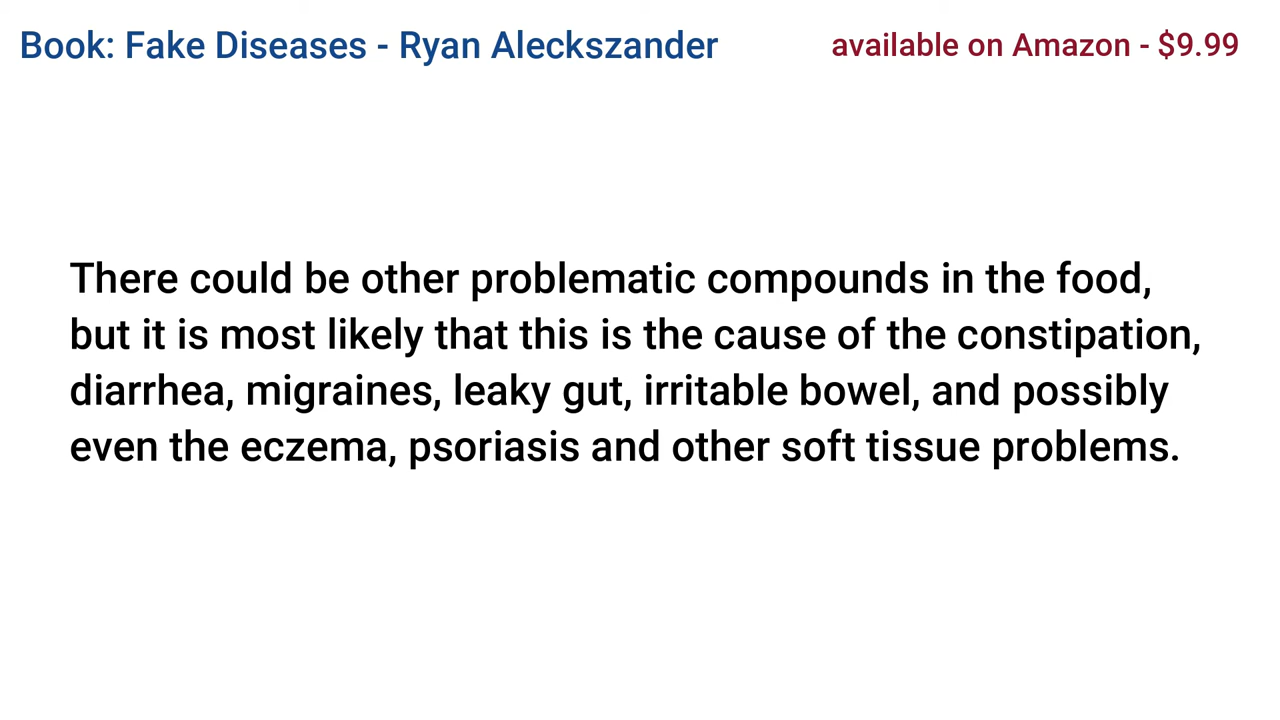 Book: Fake Diseases - Ryan Aleckszander
available on Amazon - $9.99
There could be other problematic compounds in the food,
but it is most likely that this is the cause of the constipation,
diarrhea, migraines, leaky gut, irritable bowel, and possibly
even the eczema, psoriasis and other soft tissue problems.